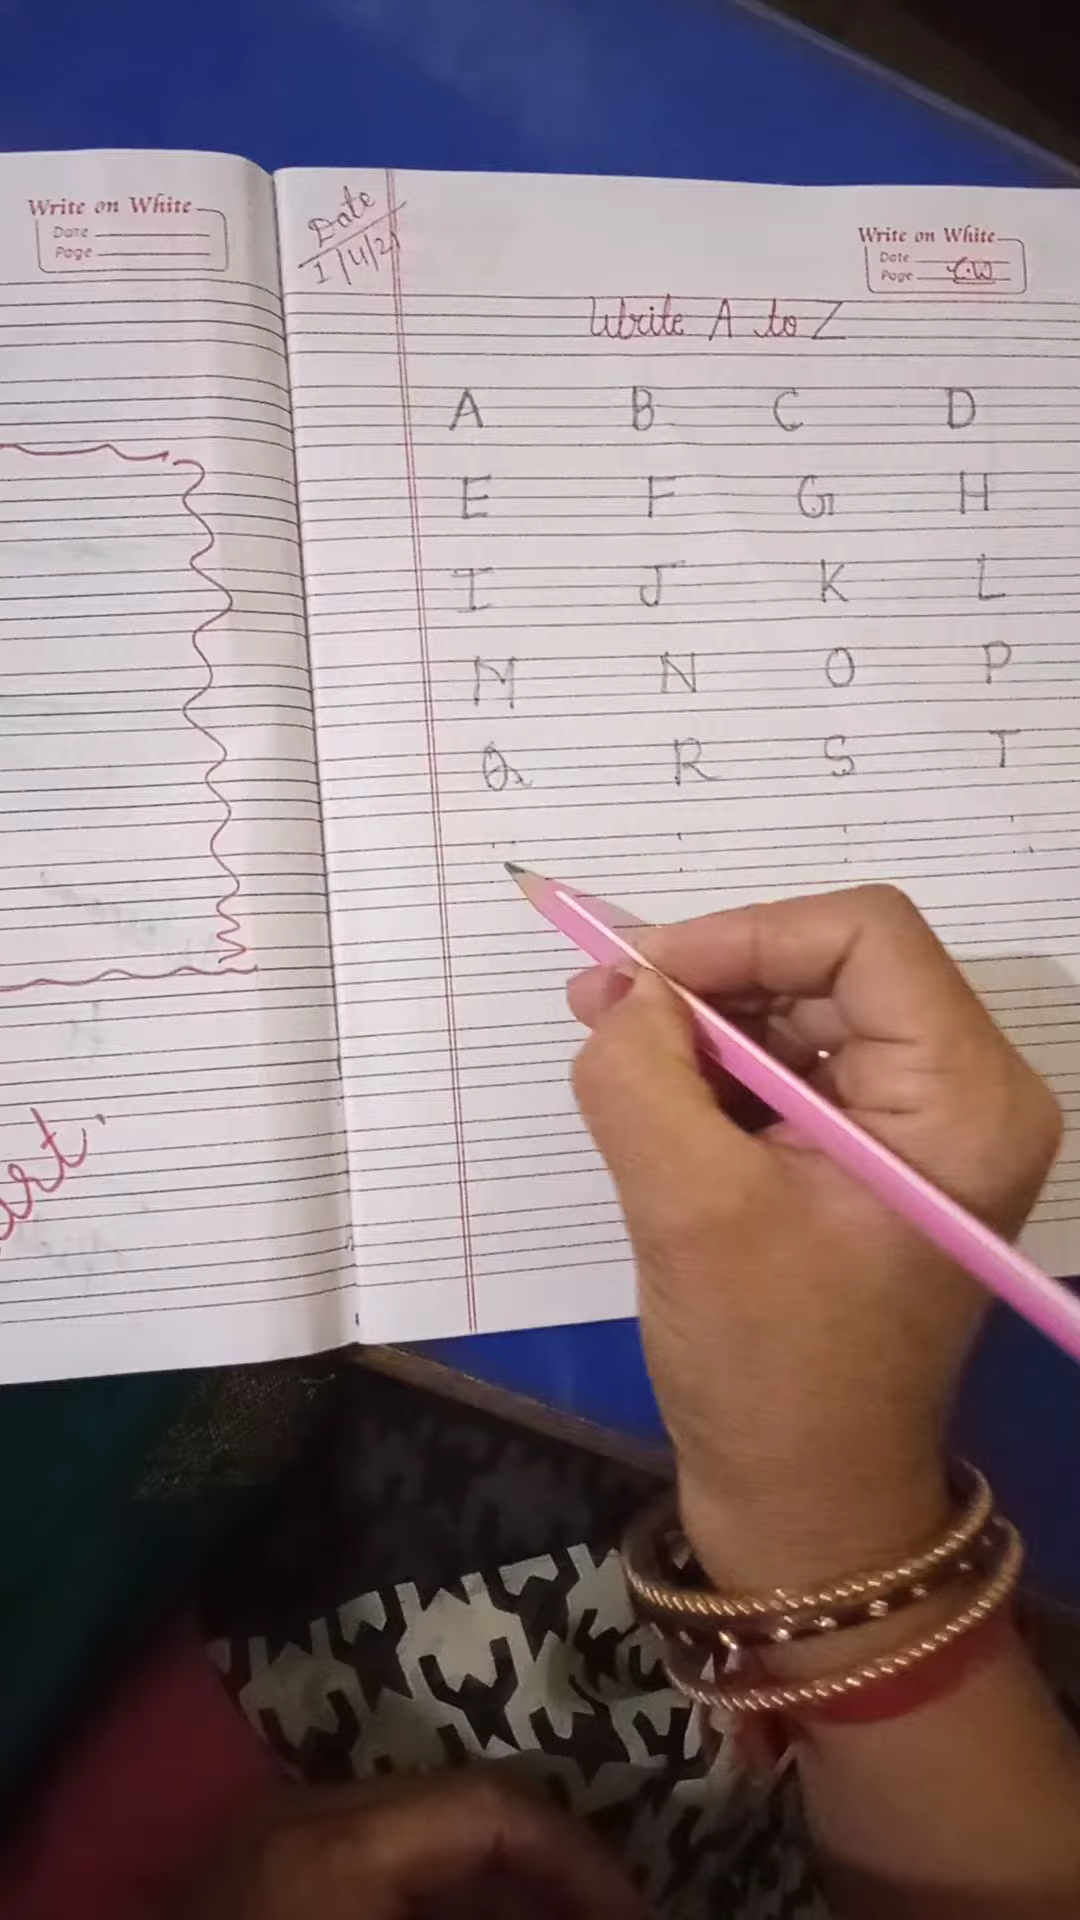 Write on White
Date
Page
Date
1/4/21
Write on White
Date
Page C.W
Write A to Z
A B C D
E F G H
I J K L
M N O P
Q R S T